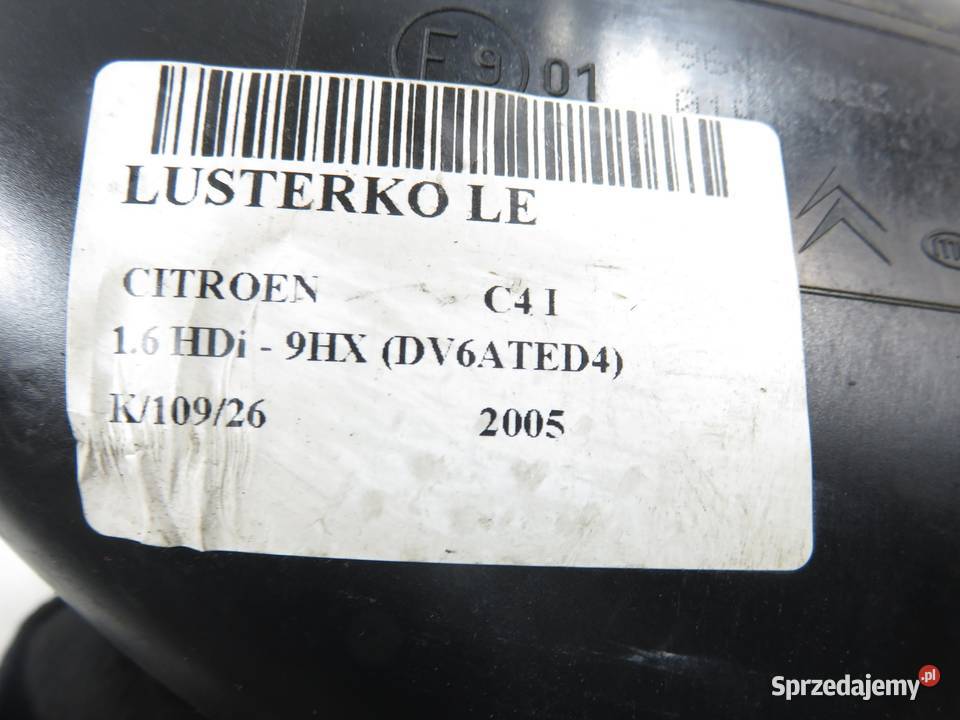 E 9 01
LUSTERKO LE
CITROEN C4 I
1.6 HDi - 9HX (DV6ATED4)
K/109/26 2005
Sprzedajemy.pl